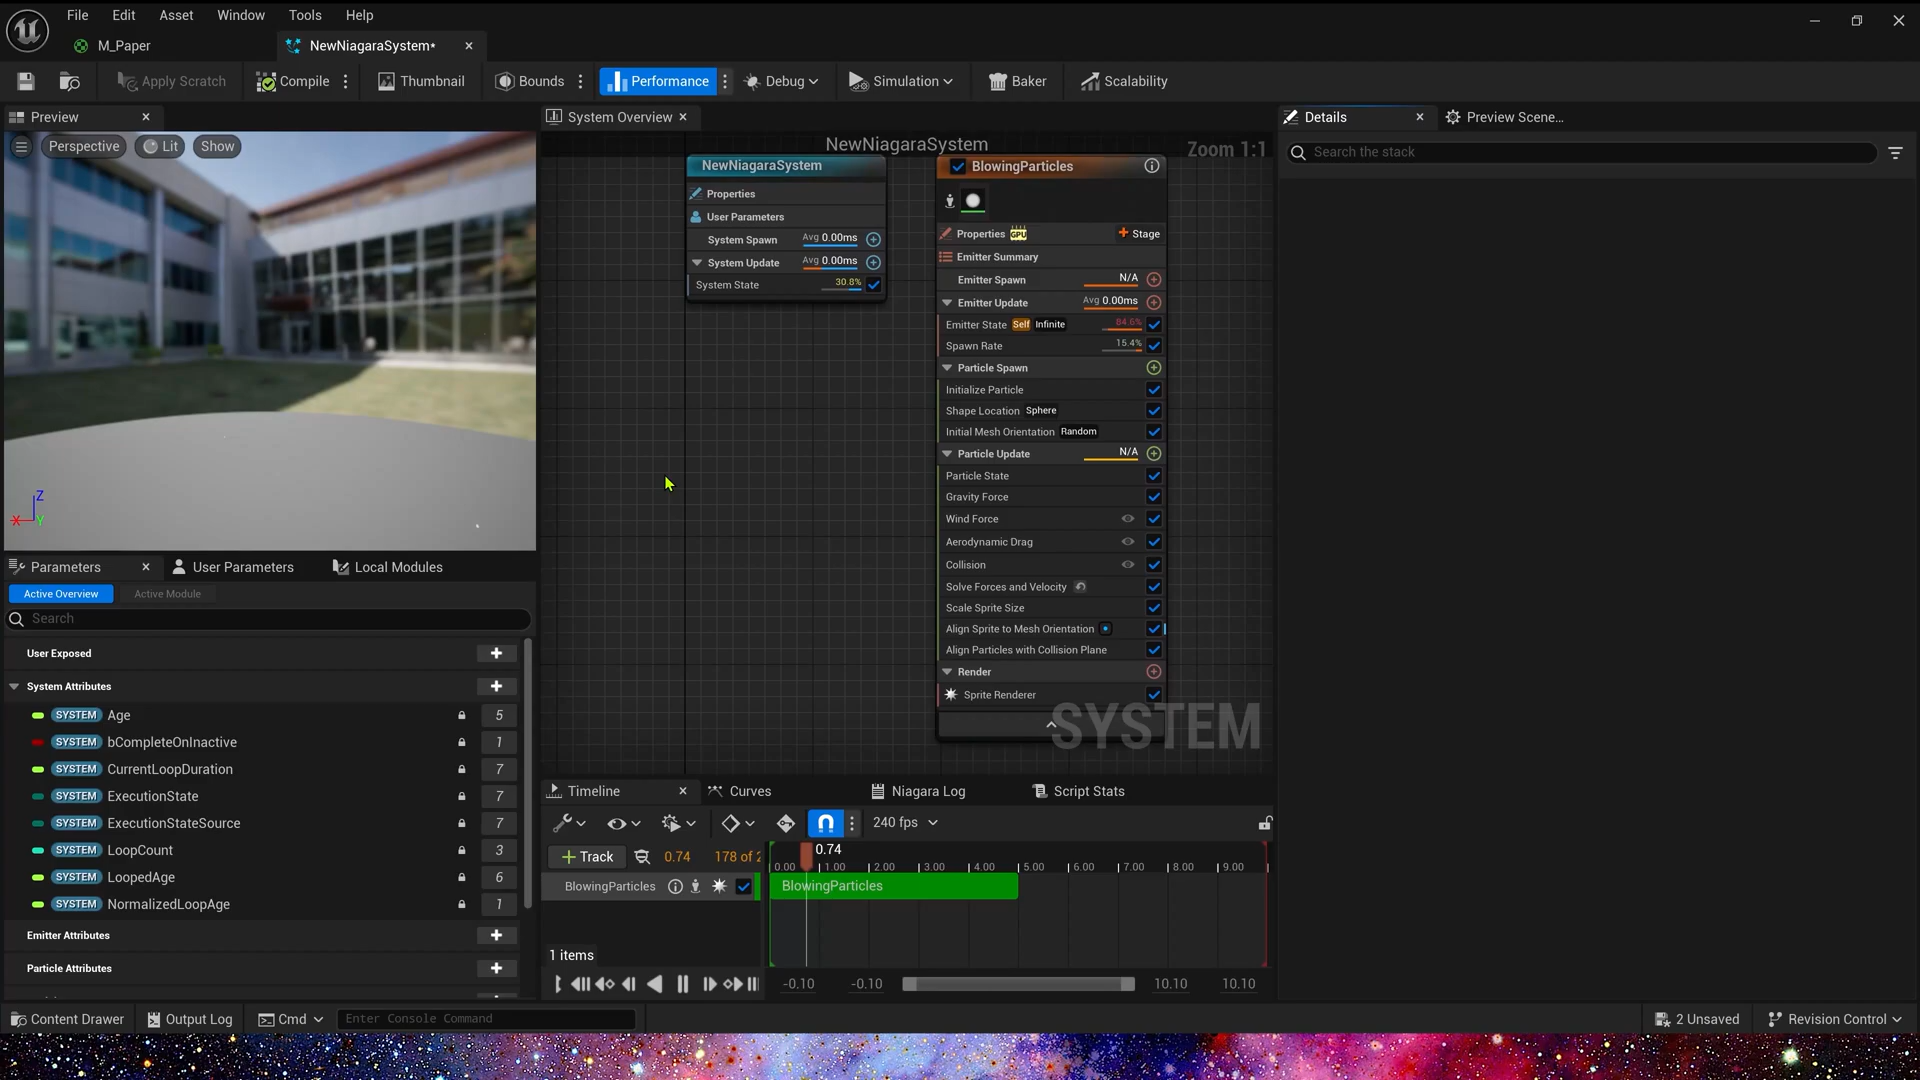 File Edit Asset Window Tools Help
M_Paper
NewNiagaraSystem*
Apply Scratch
Compile
Thumbnail
Bounds
Performance
Debug
Simulation
Baker
Scalability
Preview
System Overview
Details
Preview Scene...
Perspective
Lit
Show
NewNiagaraSystem
Zoom 1:1
Search the stack
NewNiagaraSystem
Properties
User Parameters
System Spawn Avg 0.00ms
System Update Avg 0.00ms
System State 30.8%
BlowingParticles
Properties GPU Stage
Emitter Summary
Emitter Spawn N/A
Emitter Update Avg 0.00ms
Emitter State Self Infinite 84.6%
Spawn Rate 15.4%
Particle Spawn
Initialize Particle
Shape Location Sphere
Initial Mesh Orientation Random
Particle Update N/A
Particle State
Gravity Force
Wind Force
Aerodynamic Drag
Collision
Solve Forces and Velocity
Scale Sprite Size
Align Sprite to Mesh Orientation
Align Particles with Collision Plane
Render
Sprite Renderer
SYSTEM
Z
X Y
Parameters
User Parameters
Local Modules
Active Overview
Active Module
Search
User Exposed
System Attributes
SYSTEM Age 5
SYSTEM bCompleteOnInactive 1
SYSTEM CurrentLoopDuration 7
SYSTEM ExecutionState 7
SYSTEM ExecutionStateSource 7
SYSTEM LoopCount 3
SYSTEM LoopedAge 6
SYSTEM NormalizedLoopAge 1
Emitter Attributes
Particle Attributes
Timeline
Curves
Niagara Log
Script Stats
240 fps
Track
0.74 178 of
0.74
0.00 1.00 2.00 3.00 4.00 5.00 6.00 7.00 8.00 9.00
BlowingParticles
BlowingParticles
1 items
-0.10 -0.10 10.10 10.10
Content Drawer
Output Log
Cmd
Enter Console Command
2 Unsaved
Revision Control